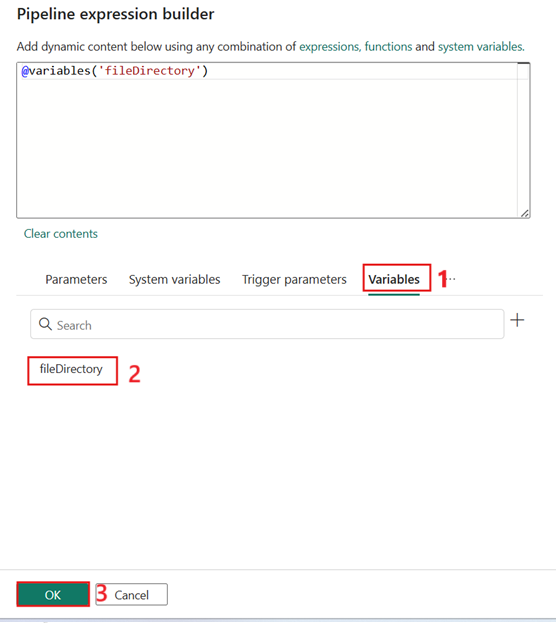 Pipeline expression builder
Add dynamic content below using any combination of expressions, functions and system variables.
@variables('fileDirectory')
Clear contents
Parameters System variables Trigger parameters Variables 1 ...
Search
fileDirectory 2
OK 3 Cancel